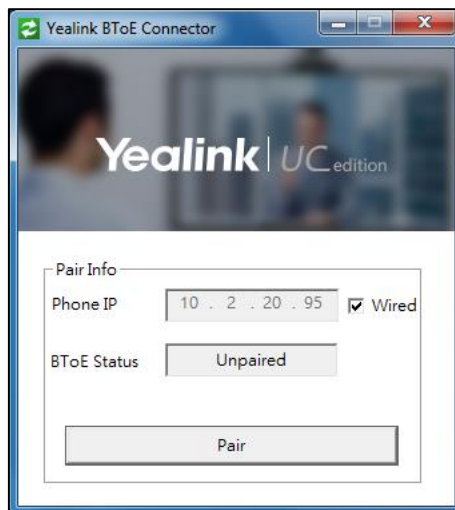 Yealink BToE Connector
Yealink | UC edition
Pair Info
Phone IP 10 . 2 . 20 . 95 Wired
BToE Status Unpaired
Pair